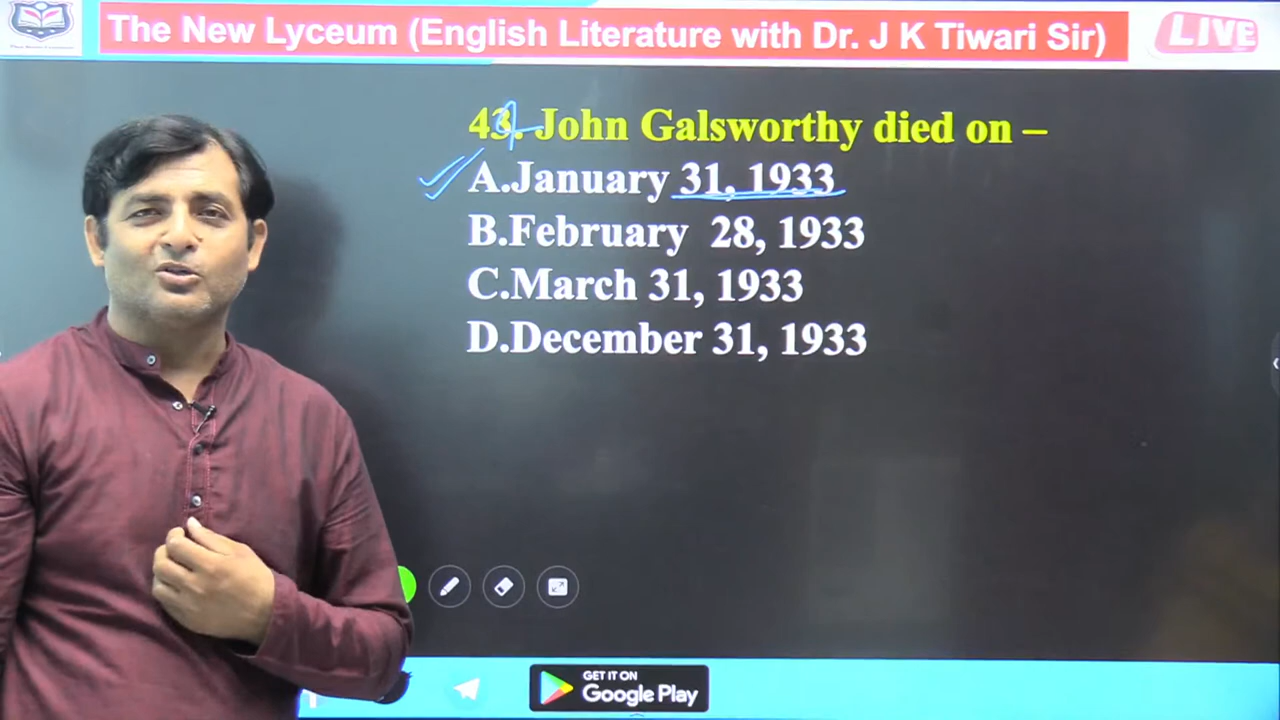 The New Lyceum (English Literature with Dr. J K Tiwari Sir)
LIVE
43. John Galsworthy died on –
A.January 31, 1933
B.February 28, 1933
C.March 31, 1933
D.December 31, 1933
GET IT ON
Google Play